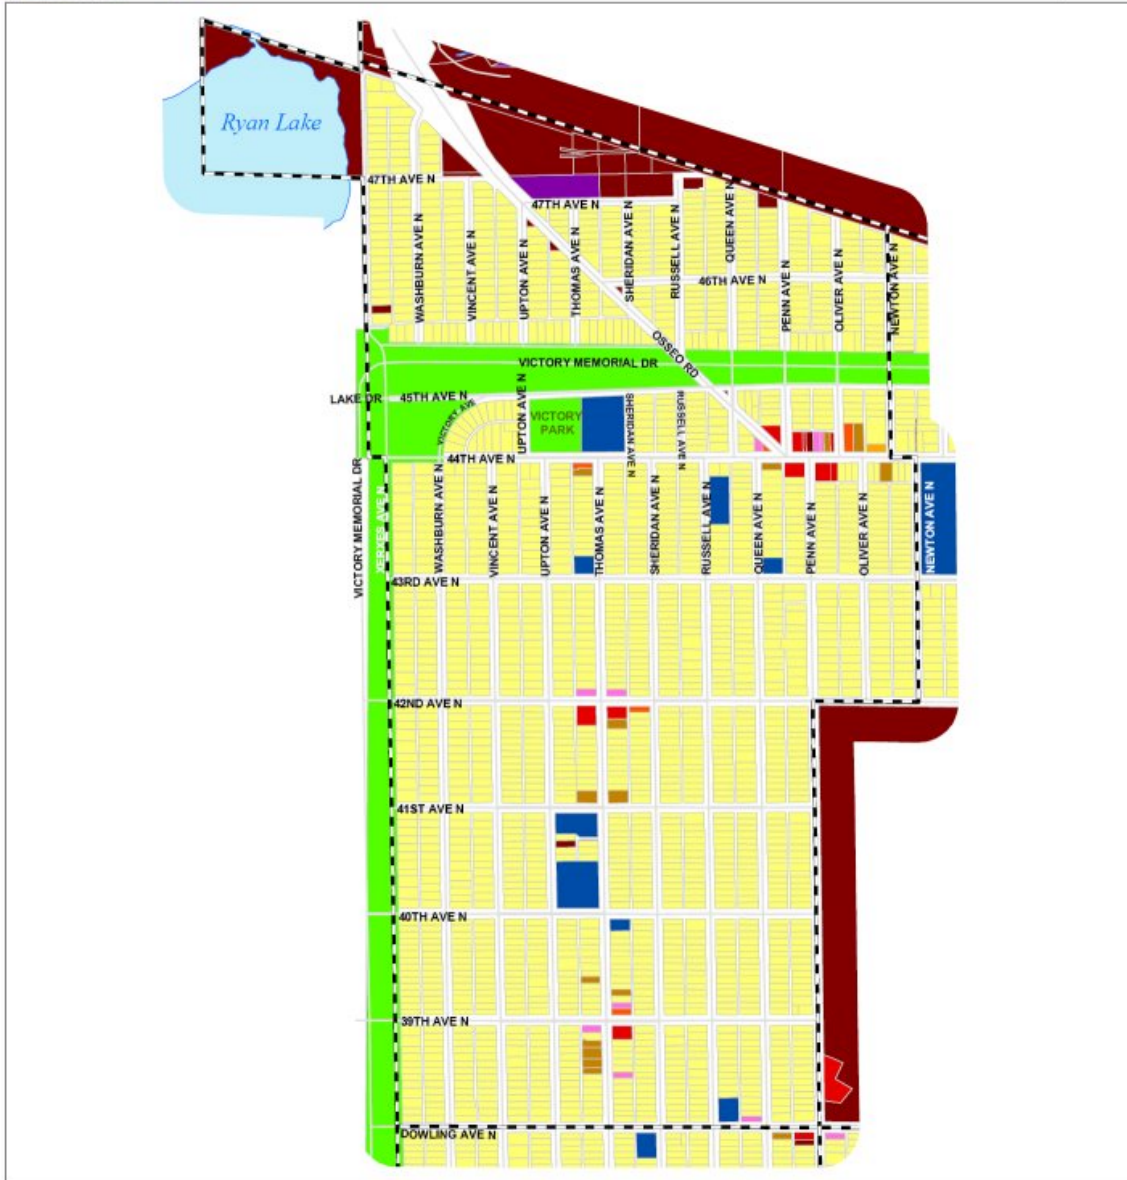 Ryan Lake
47TH AVE N
47TH AVE N
WASHBURN AVE N
VINCENT AVE N
UPTON AVE N
THOMAS AVE N
SHERIDAN AVE N
RUSSELL AVE N
QUEEN AVE N
PENN AVE N
OLIVER AVE N
NEWTON AVE N
46TH AVE N
OSSEO RD
VICTORY MEMORIAL DR
LAKE DR
45TH AVE N
VICTORY AVE
UPTON AVE N
VICTORY
PARK
SHERIDAN AVE N
RUSSELL AVE N
44TH AVE N
VICTORY MEMORIAL DR
XERXES AVE N
WASHBURN AVE N
VINCENT AVE N
UPTON AVE N
THOMAS AVE N
SHERIDAN AVE N
RUSSELL AVE N
QUEEN AVE N
PENN AVE N
OLIVER AVE N
NEWTON AVE N
43RD AVE N
42ND AVE N
41ST AVE N
40TH AVE N
39TH AVE N
DOWLING AVE N